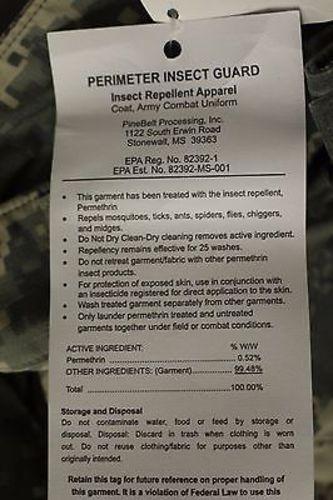 PERIMETER INSECT GUARD
Insect Repellent Apparel
Coat, Army Combat Uniform
PineBelt Processing, Inc.
1122 South Erwin Road
Stonewall, MS 39363
EPA Reg. No. 82392-1
EPA Est. No. 82392-MS-001
• This garment has been treated with the insect repellent,
Permethrin
• Repels mosquitoes, ticks, ants, spiders, flies, chiggers,
and midges.
• Do Not Dry Clean-Dry cleaning removes active ingredient.
• Repellency remains effective for 25 washes.
• Do not retreat garment/fabric with other permethrin
insect products.
• For protection of exposed skin, use in conjunction with
an insecticide registered for direct application to the skin.
• Wash treated garment separately from other garments.
• Only launder permethrin treated and untreated
garments together under field or combat conditions.
ACTIVE INGREDIENT: % W/W
Permethrin ........ 0.52%
OTHER INGREDIENTS: (Garment)........ 99.48%
Total ........ 100.00%
Storage and Disposal
Do not contaminate water, food or feed by storage or
disposal. Disposal: Discard in trash when clothing is worn
out. Do not reuse clothing/fabric for purposes other than
originally intended.
Retain this tag for future reference on proper handling of
this garment. It is a violation of Federal Law to use this